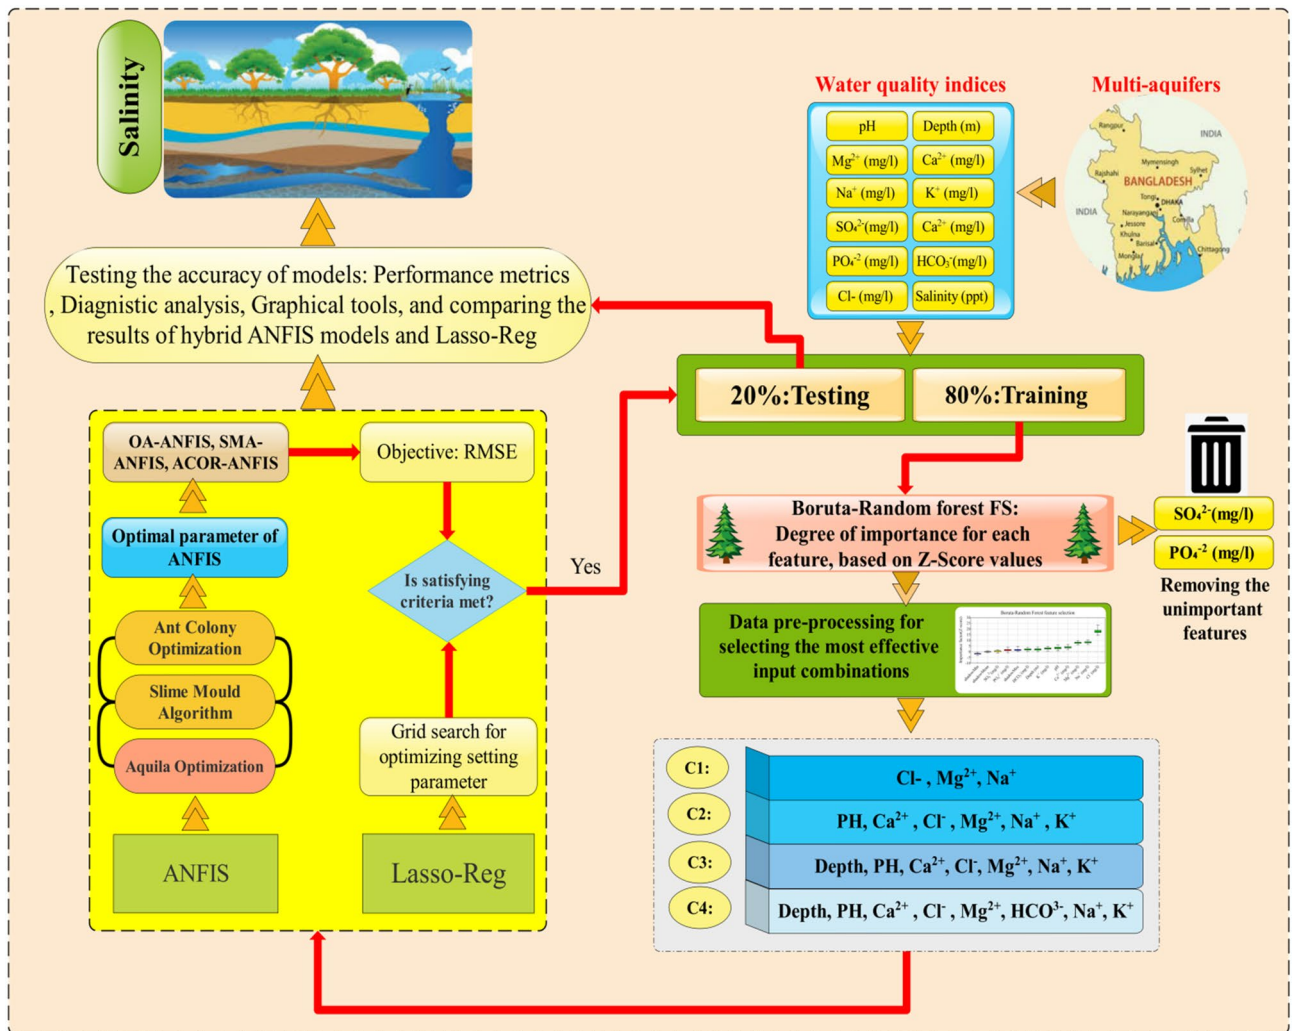 Salinity
Water quality indices
Multi-aquifers
pH
Depth (m)
Mg²⁺ (mg/l)
Ca²⁺ (mg/l)
Na⁺ (mg/l)
K⁺ (mg/l)
SO₄²⁻(mg/l)
Ca²⁺ (mg/l)
PO₄⁻² (mg/l)
HCO₃⁻(mg/l)
Cl- (mg/l)
Salinity (ppt)
Rangpur
INDIA
Mymensingh
Rajshahi
Sylhet
BANGLADESH
Tongi
DHAKA
INDIA
Narayanganj
Comilla
Jessore
Khulna
Barisal
Chittagong
Mongla
Testing the accuracy of models: Performance metrics
, Diagnostic analysis, Graphical tools, and comparing the
results of hybrid ANFIS models and Lasso-Reg
20%:Testing
80%:Training
OA-ANFIS, SMA-
ANFIS, ACOR-ANFIS
Objective: RMSE
Optimal parameter of
ANFIS
Is satisfying
criteria met?
Yes
Ant Colony
Optimization
Slime Mould
Algorithm
Aquila Optimization
Grid search for
optimizing setting
parameter
ANFIS
Lasso-Reg
Boruta-Random forest FS:
Degree of importance for each
feature, based on Z-Score values
SO₄²⁻(mg/l)
PO₄⁻² (mg/l)
Removing the
unimportant
features
Data pre-processing for
selecting the most effective
input combinations
Boruta-Random Forest feature selection
C1:
Cl- , Mg²⁺, Na⁺
C2:
PH, Ca²⁺ , Cl⁻ , Mg²⁺, Na⁺ , K⁺
C3:
Depth, PH, Ca²⁺, Cl⁻, Mg²⁺, Na⁺, K⁺
C4:
Depth, PH, Ca²⁺ , Cl⁻ , Mg²⁺, HCO³⁻, Na⁺, K⁺